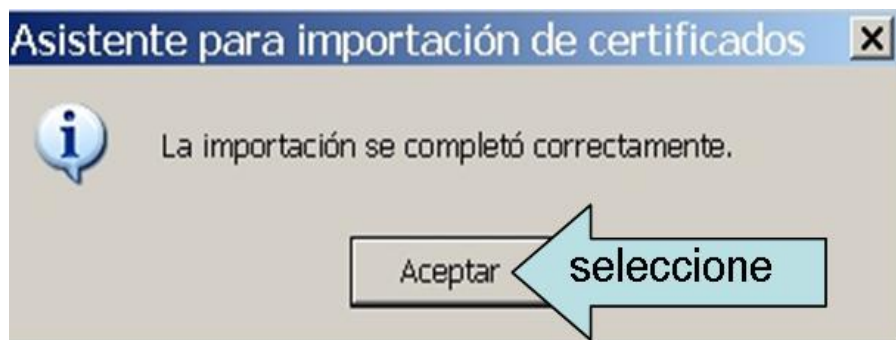 Asistente para importación de certificados
La importación se completó correctamente.
Aceptar
seleccione